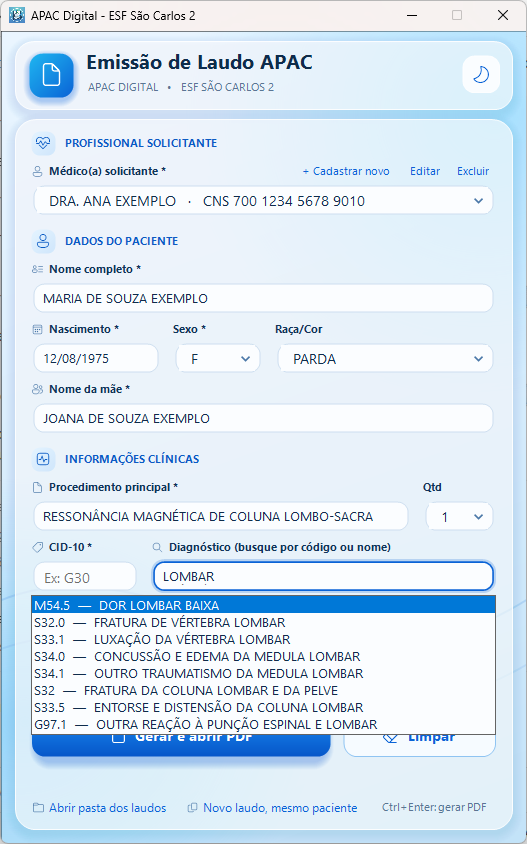 APAC Digital - ESF São Carlos 2
Emissão de Laudo APAC
APAC DIGITAL • ESF SÃO CARLOS 2
PROFISSIONAL SOLICITANTE
Médico(a) solicitante * + Cadastrar novo Editar Excluir
DRA. ANA EXEMPLO · CNS 700 1234 5678 9010
DADOS DO PACIENTE
Nome completo *
MARIA DE SOUZA EXEMPLO
Nascimento * Sexo * Raça/Cor
12/08/1975 F PARDA
Nome da mãe *
JOANA DE SOUZA EXEMPLO
INFORMAÇÕES CLÍNICAS
Procedimento principal * Qtd
RESSONÂNCIA MAGNÉTICA DE COLUNA LOMBO-SACRA 1
CID-10 * Diagnóstico (busque por código ou nome)
Ex: G30 LOMBAR
M54.5 — DOR LOMBAR BAIXA
S32.0 — FRATURA DE VÉRTEBRA LOMBAR
S33.1 — LUXAÇÃO DA VÉRTEBRA LOMBAR
S34.0 — CONCUSSÃO E EDEMA DA MEDULA LOMBAR
S34.1 — OUTRO TRAUMATISMO DA MEDULA LOMBAR
S32 — FRATURA DA COLUNA LOMBAR E DA PELVE
S33.5 — ENTORSE E DISTENSÃO DA COLUNA LOMBAR
G97.1 — OUTRA REAÇÃO À PUNÇÃO ESPINAL E LOMBAR
Gerar e abrir PDF Limpar
Abrir pasta dos laudos Novo laudo, mesmo paciente Ctrl+Enter: gerar PDF